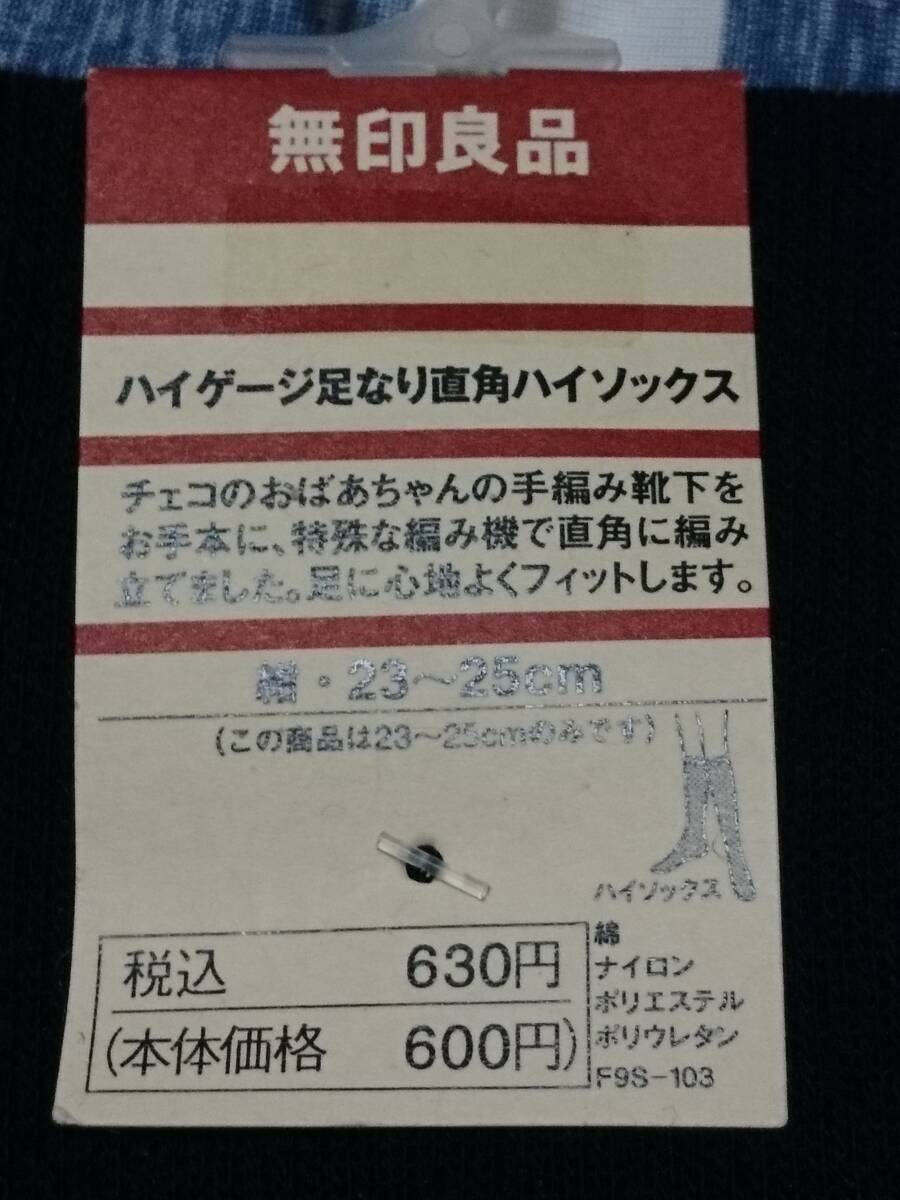 無印良品
ハイゲージ足なり直角ハイソックス
チェコのおばあちゃんの手編み靴下を
お手本に、特殊な編み機で直角に編み
立てました。足に心地よくフィットします。
紺・23〜25cm
(この商品は23〜25cmのみです)
ハイソックス
税込 630円
(本体価格 600円)
綿
ナイロン
ポリエステル
ポリウレタン
F9S-103